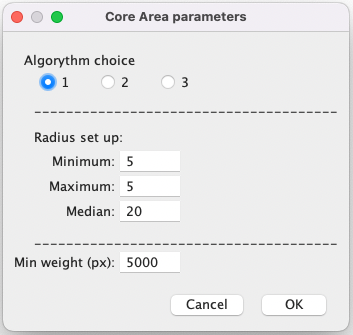 Core Area parameters
Algorythm choice
1 2 3
------------------------------------
Radius set up:
Minimum: 5
Maximum: 5
Median: 20
------------------------------------
Min weight (px): 5000
Cancel OK